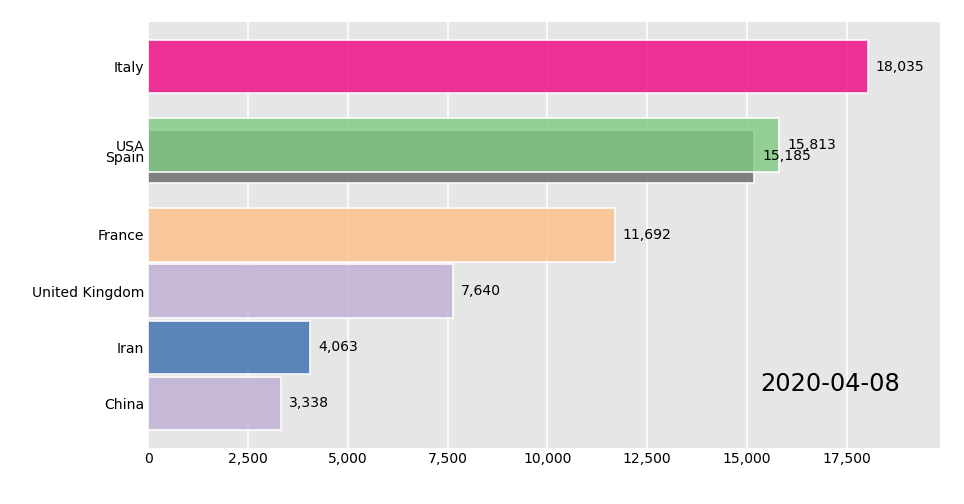 Italy 18,035
USA 15,813
Spain 15,185
France 11,692
United Kingdom 7,640
Iran 4,063
2020-04-08
China 3,338
0 2,500 5,000 7,500 10,000 12,500 15,000 17,500